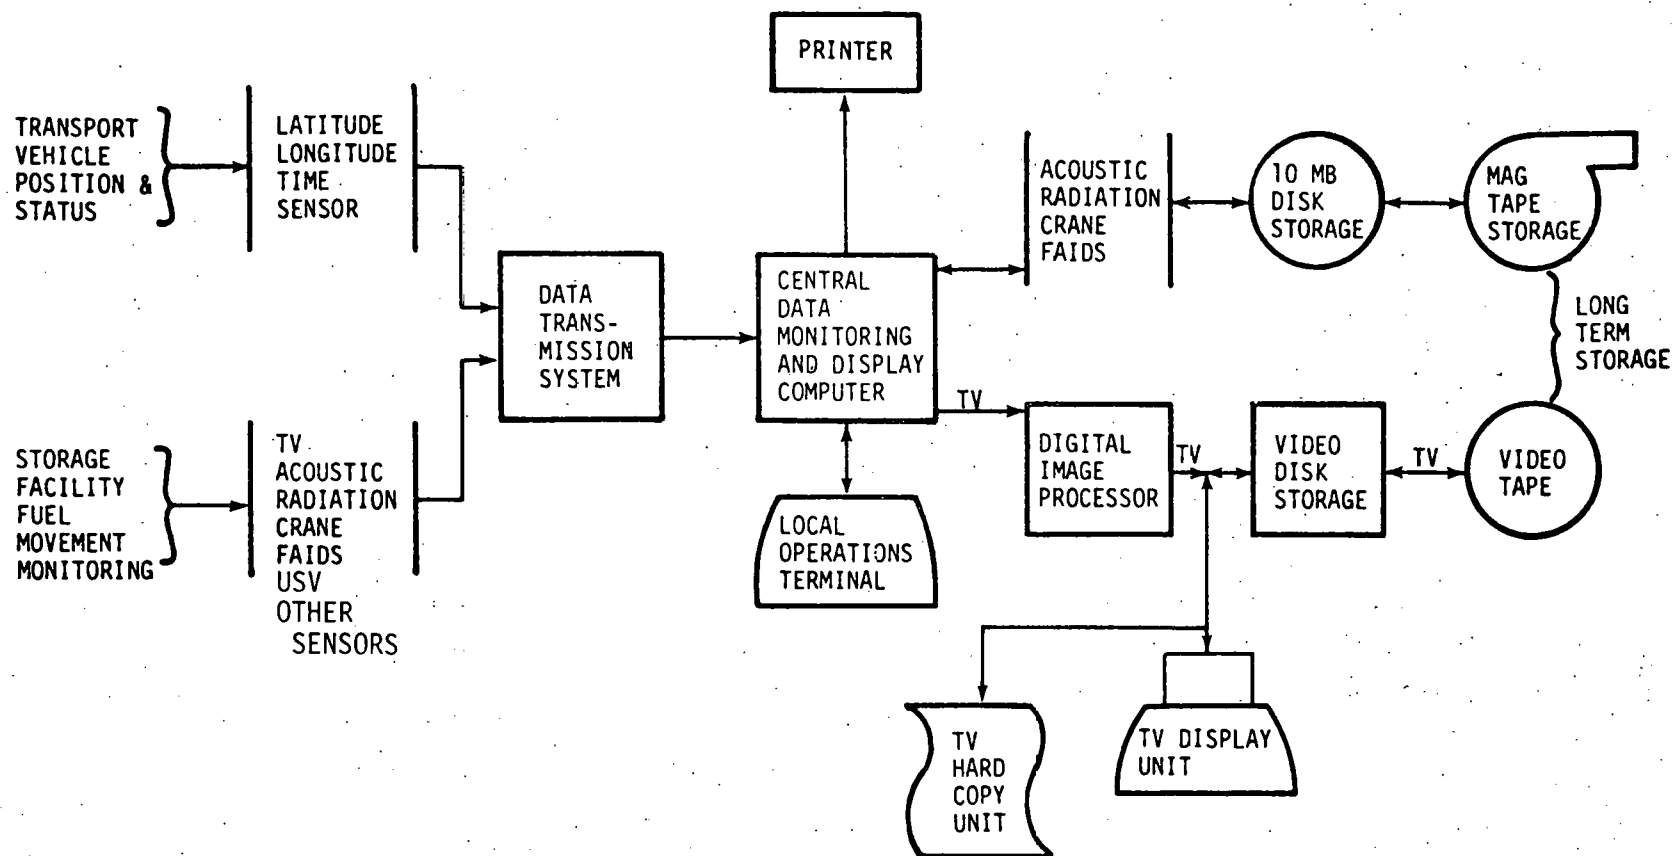 PRINTER
TRANSPORT
VEHICLE
POSITION &
STATUS
LATITUDE
LONGITUDE
TIME
SENSOR
STORAGE
FACILITY
FUEL
MOVEMENT
MONITORING
TV
ACOUSTIC
RADIATION
CRANE
FAIDS
USV
OTHER
SENSORS
DATA
TRANS-
MISSION
SYSTEM
CENTRAL
DATA
MONITORING
AND DISPLAY
COMPUTER
LOCAL
OPERATIONS
TERMINAL
ACOUSTIC
RADIATION
CRANE
FAIDS
10 MB
DISK
STORAGE
MAG
TAPE
STORAGE
LONG
TERM
STORAGE
TV
DIGITAL
IMAGE
PROCESSOR
TV
VIDEO
DISK
STORAGE
TV
VIDEO
TAPE
TV
HARD
COPY
UNIT
TV DISPLAY
UNIT